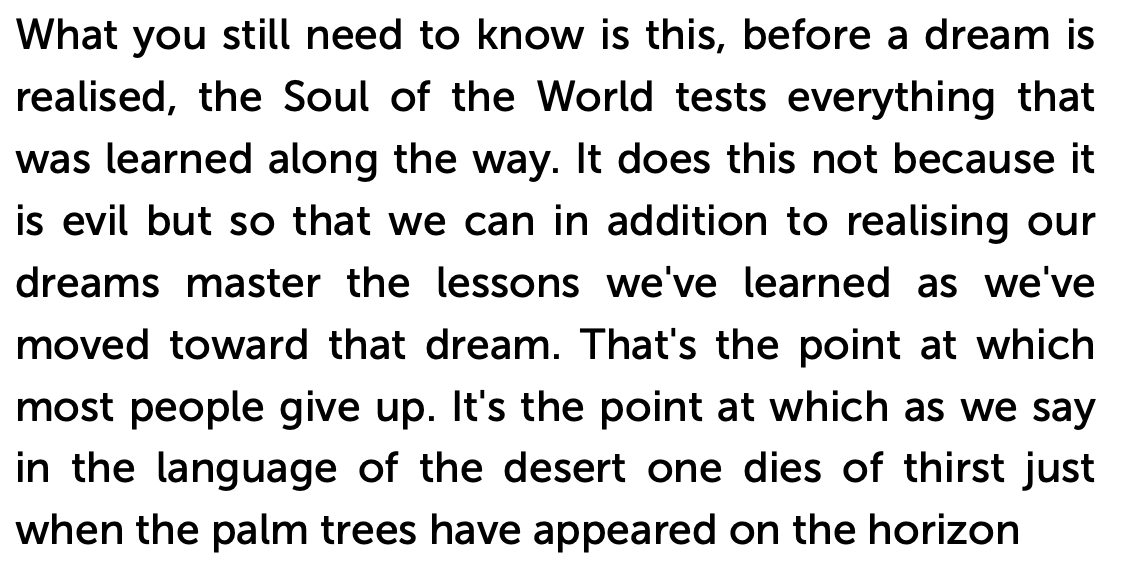 What you still need to know is this, before a dream is
realised, the Soul of the World tests everything that
was learned along the way. It does this not because it
is evil but so that we can in addition to realising our
dreams master the lessons we've learned as we've
moved toward that dream. That's the point at which
most people give up. It's the point at which as we say
in the language of the desert one dies of thirst just
when the palm trees have appeared on the horizon